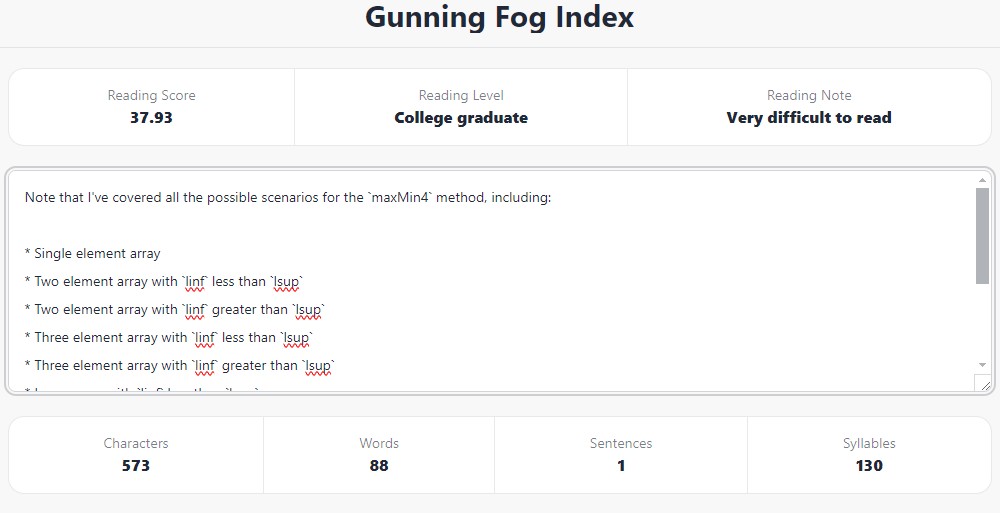 Gunning Fog Index
Reading Score
37.93
Reading Level
College graduate
Reading Note
Very difficult to read
Note that I've covered all the possible scenarios for the `maxMin4` method, including:
* Single element array
* Two element array with `linf` less than `lsup`
* Two element array with `linf` greater than `lsup`
* Three element array with `linf` less than `lsup`
* Three element array with `linf` greater than `lsup`
Characters
573
Words
88
Sentences
1
Syllables
130